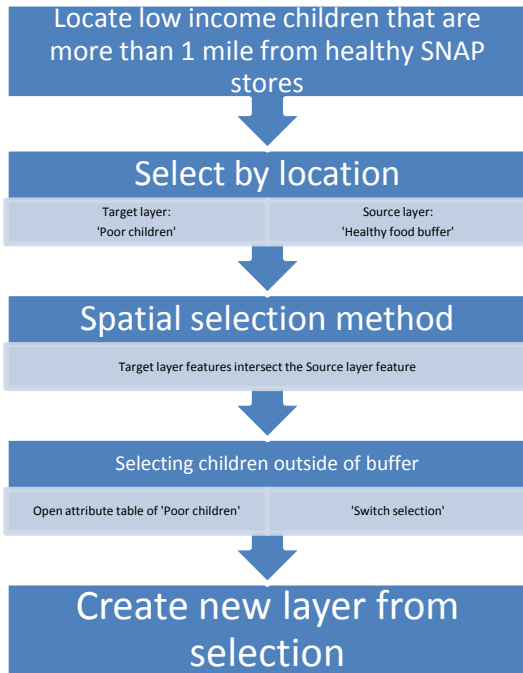 Locate low income children that are
more than 1 mile from healthy SNAP
stores
Select by location
Target layer:
'Poor children'
Source layer:
'Healthy food buffer'
Spatial selection method
Target layer features intersect the Source layer feature
Selecting children outside of buffer
Open attribute table of 'Poor children'
'Switch selection'
Create new layer from
selection